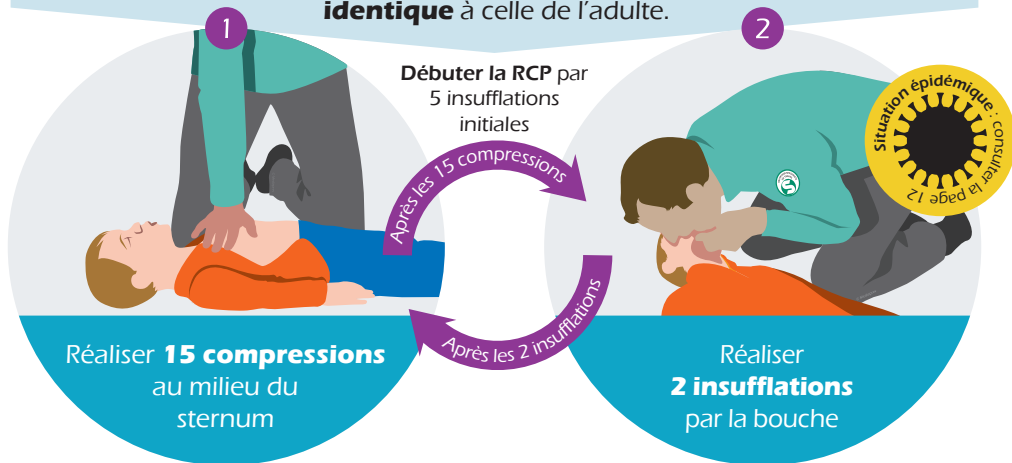 identique à celle de l'adulte.
1
2
Débuter la RCP par
5 insufflations
initiales
Situation épidémique : consulter la page 12
Après les 15 compressions
Après les 2 insufflations
Réaliser 15 compressions
au milieu du
sternum
Réaliser
2 insufflations
par la bouche